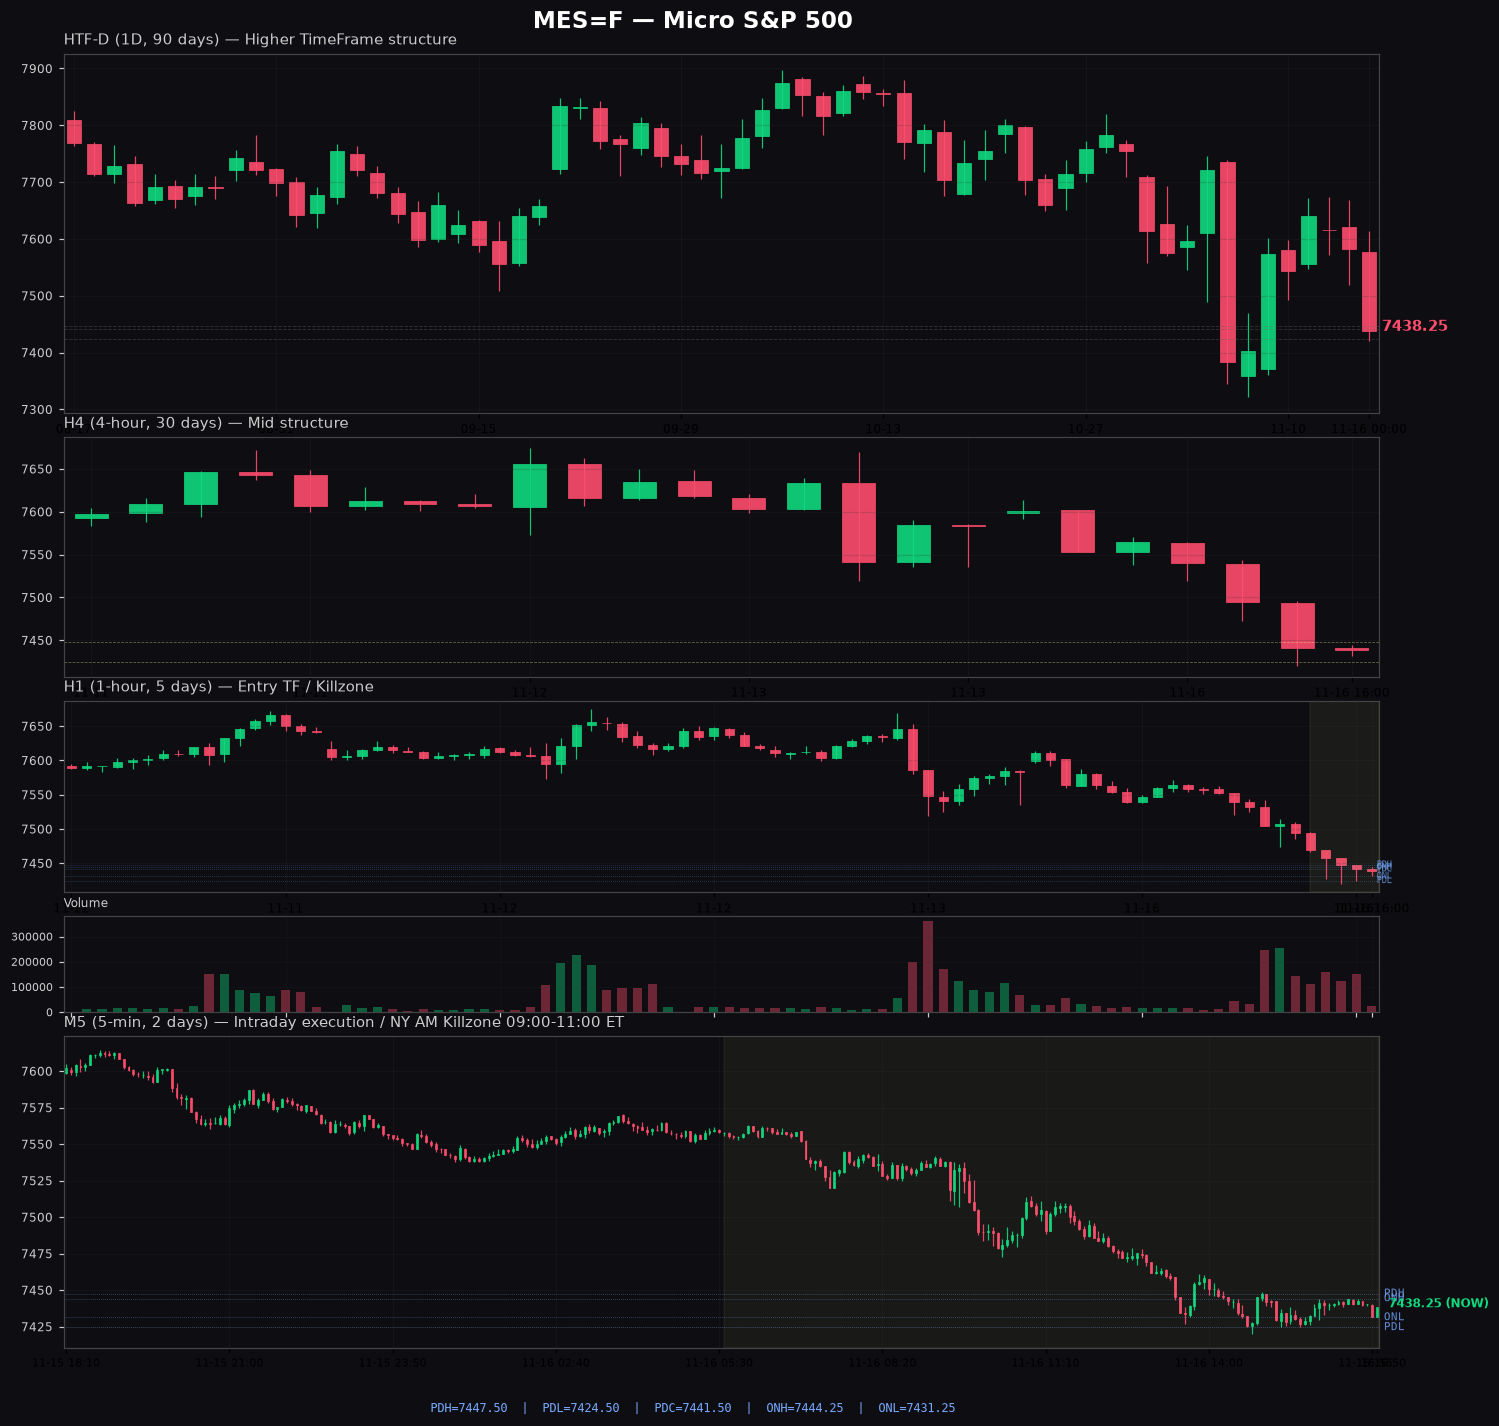 MES=F — Micro S&P 500
HTF-D (1D, 90 days) — Higher TimeFrame structure
7900
7800
7700
7600
7500
7400
7300
7438.25
09-15 09-29 10-13 10-27 11-10 11-16 00:00
H4 (4-hour, 30 days) — Mid structure
7650
7600
7550
7500
7450
11-12 11-13 11-13 11-16 11-16 16:00
H1 (1-hour, 5 days) — Entry TF / Killzone
7650
7600
7550
7500
7450
PDL
11-11 11-12 11-12 11-13 11-16
Volume
300000
200000
100000
0
M5 (5-min, 2 days) — Intraday execution / NY AM Killzone 09:00-11:00 ET
7600
7575
7550
7525
7500
7475
7450
7425
PDH
7438.25 (NOW)
ONL
PDL
11-15 18:10 11-15 21:00 11-15 23:50 11-16 02:40 11-16 05:30 11-16 08:20 11-16 11:10 11-16 14:00
PDH=7447.50 | PDL=7424.50 | PDC=7441.50 | ONH=7444.25 | ONL=7431.25